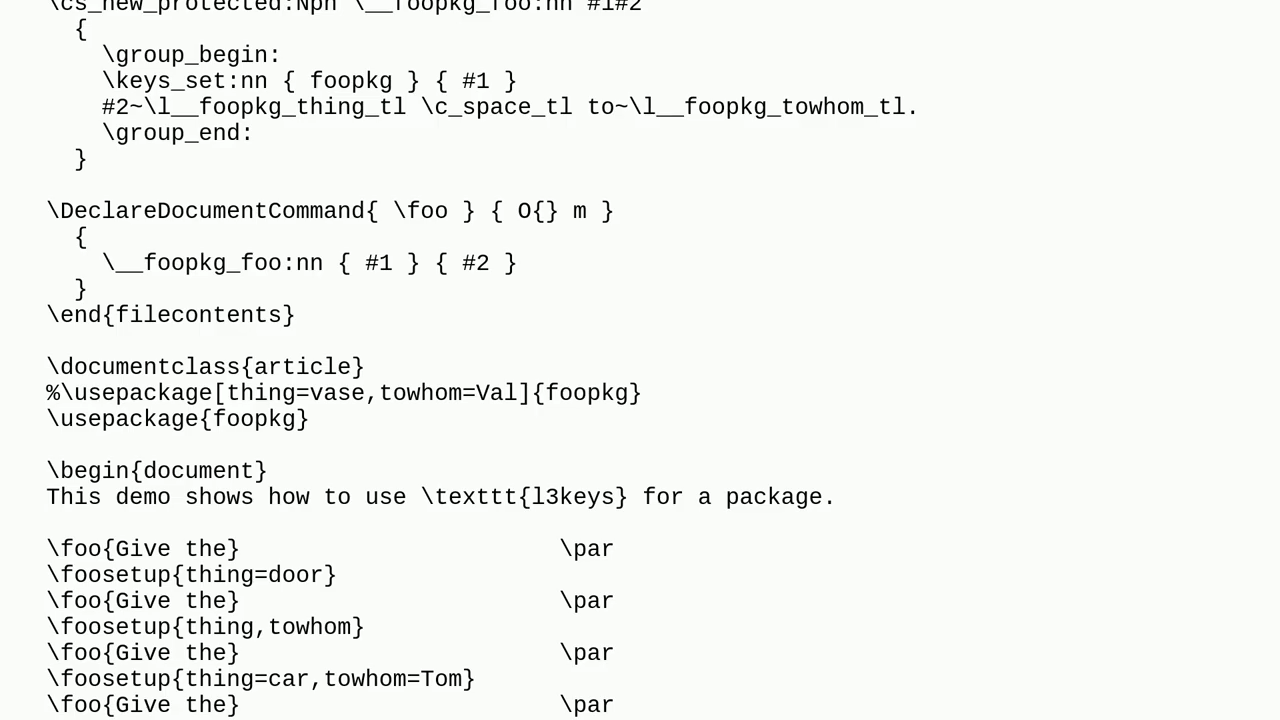 \cs_new_protected:Npn \__foopkg_foo:nn #1#2
  {
    \group_begin:
    \keys_set:nn { foopkg } { #1 }
    #2~\l__foopkg_thing_tl \c_space_tl to~\l__foopkg_towhom_tl.
    \group_end:
  }

\DeclareDocumentCommand{ \foo } { O{} m }
  {
    \__foopkg_foo:nn { #1 } { #2 }
  }
\end{filecontents}

\documentclass{article}
%\usepackage[thing=vase,towhom=Val]{foopkg}
\usepackage{foopkg}

\begin{document}
This demo shows how to use \texttt{l3keys} for a package.

\foo{Give the}                       \par
\foosetup{thing=door}
\foo{Give the}                       \par
\foosetup{thing,towhom}
\foo{Give the}                       \par
\foosetup{thing=car,towhom=Tom}
\foo{Give the}                       \par